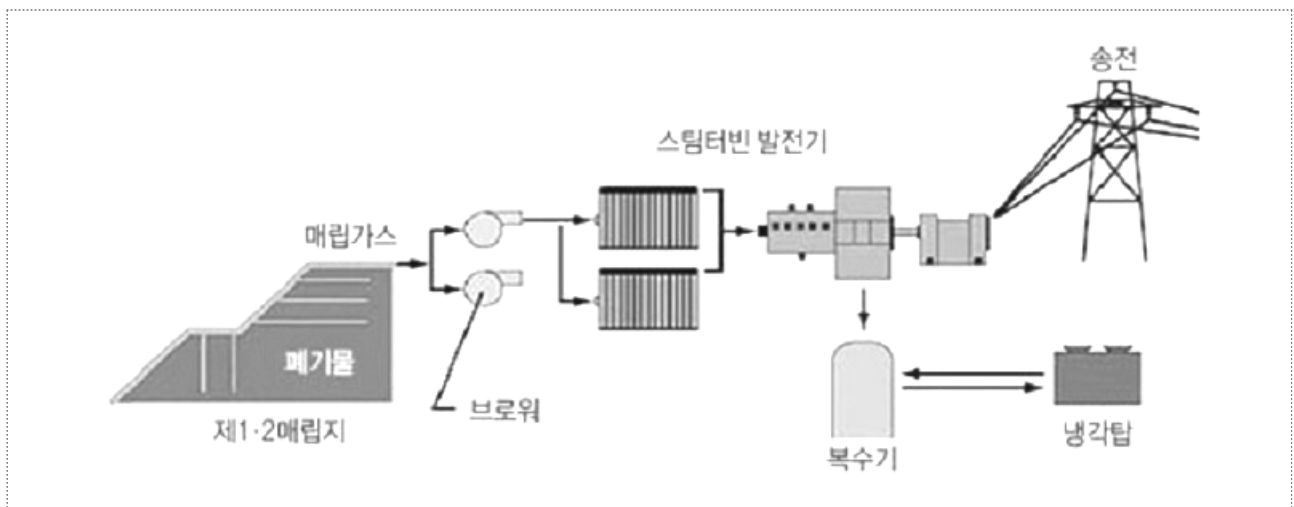 송전
스팀터빈 발전기
매립가스
폐기물
브로워
제1·2매립지
복수기
냉각탑